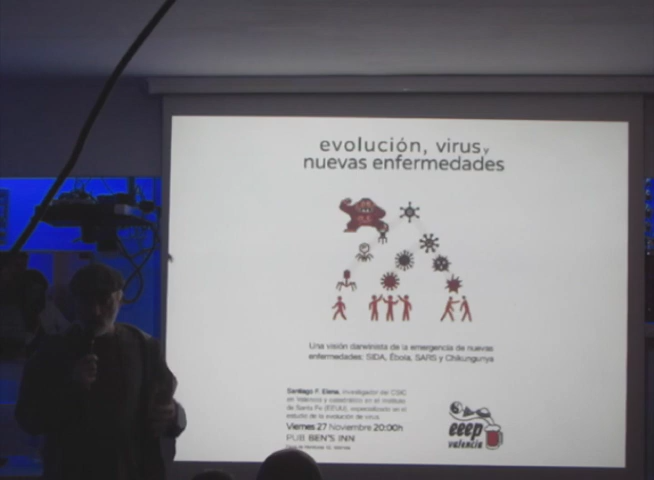 evolución, virus y
nuevas enfermedades
Una visión darwinista de la emergencia de nuevas
enfermedades: SIDA, Ébola, SARS y Chikungunya
Santiago F. Elena, investigador del CSIC
en Valencia y catedrático en el Instituto
de Santa Fe (EEUU), especializado en el
estudio de la evolución de virus
Viernes 27 Noviembre 20:00h
PUB BEN'S INN
eeep
valencia